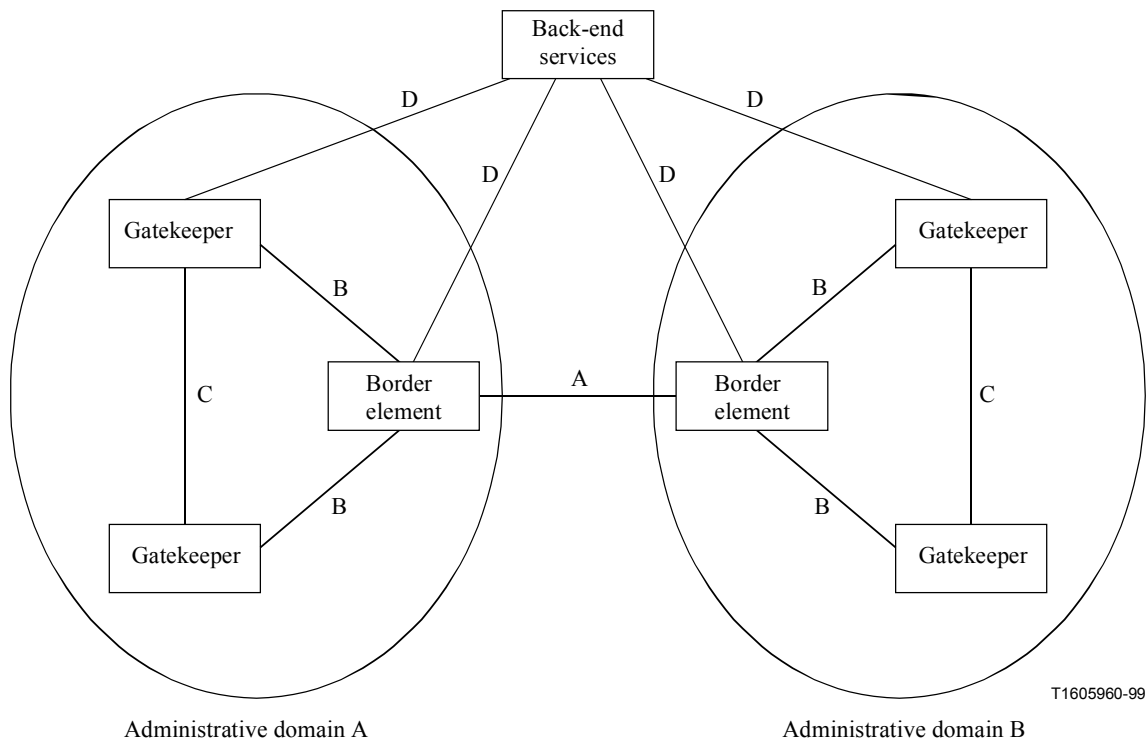 Back-end
services
D
D
D
D
Gatekeeper
Gatekeeper
B
B
C
Border
element
A
Border
element
C
B
B
Gatekeeper
Gatekeeper
T1605960-99
Administrative domain A
Administrative domain B